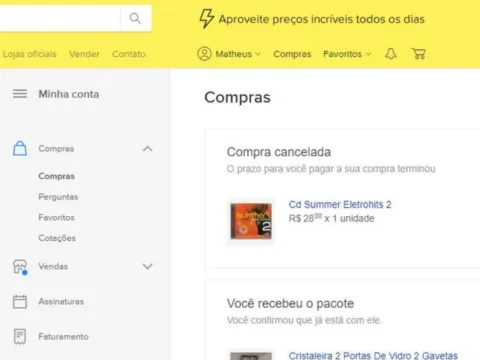 Aproveite preços incríveis todos os dias
Lojas oficiais Vender Contato
Matheus Compras Favoritos
Minha conta
Compras
Compras
Perguntas
Favoritos
Cotações
Vendas
Assinaturas
Faturamento
Compras
Compra cancelada
O prazo para você pagar a sua compra terminou
Cd Summer Eletrohits 2
R$ 28⁰⁰ x 1 unidade
Você recebeu o pacote
Você confirmou que já está com ele.
Cristaleira 2 Portas De Vidro 2 Gavetas